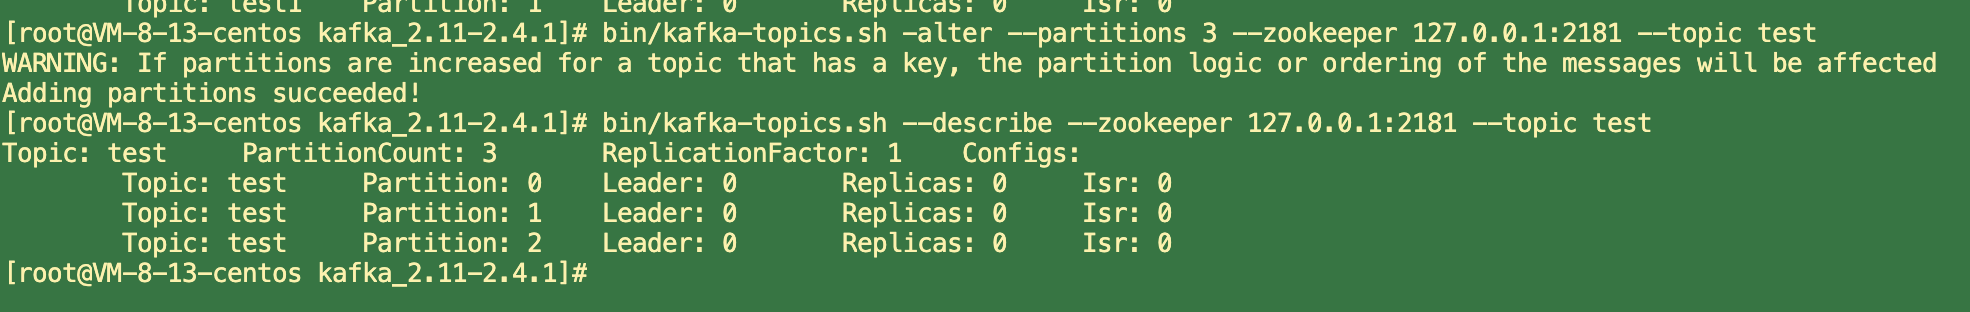 Topic: test1 Partition: 1 Leader: 0 Replicas: 0 Isr: 0
[root@VM-8-13-centos kafka_2.11-2.4.1]# bin/kafka-topics.sh -alter --partitions 3 --zookeeper 127.0.0.1:2181 --topic test
WARNING: If partitions are increased for a topic that has a key, the partition logic or ordering of the messages will be affected
Adding partitions succeeded!
[root@VM-8-13-centos kafka_2.11-2.4.1]# bin/kafka-topics.sh --describe --zookeeper 127.0.0.1:2181 --topic test
Topic: test PartitionCount: 3 ReplicationFactor: 1 Configs:
Topic: test Partition: 0 Leader: 0 Replicas: 0 Isr: 0
Topic: test Partition: 1 Leader: 0 Replicas: 0 Isr: 0
Topic: test Partition: 2 Leader: 0 Replicas: 0 Isr: 0
[root@VM-8-13-centos kafka_2.11-2.4.1]#